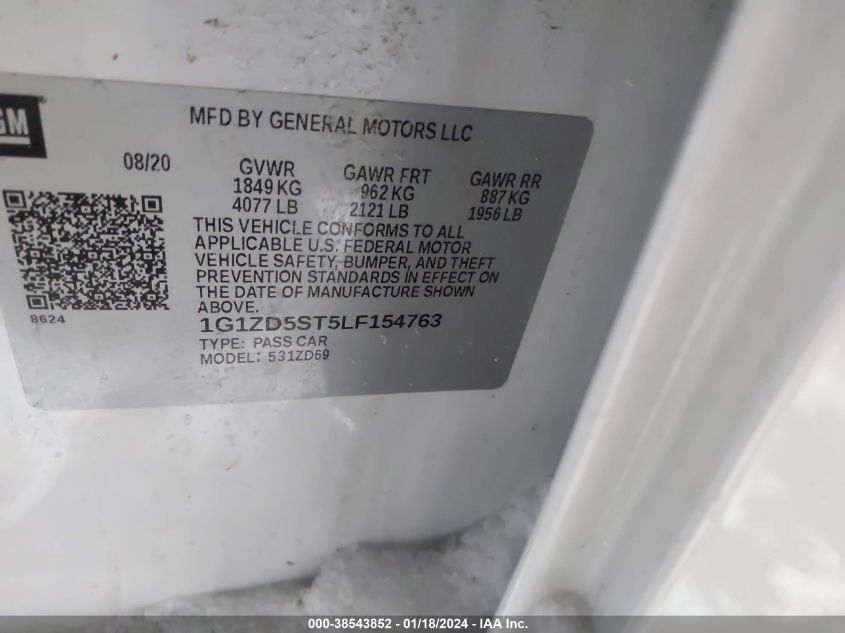 GM
MFD BY GENERAL MOTORS LLC
08/20 GVWR GAWR FRT GAWR RR
1849 KG 962 KG 887 KG
4077 LB 2121 LB 1956 LB
THIS VEHICLE CONFORMS TO ALL
APPLICABLE U.S. FEDERAL MOTOR
VEHICLE SAFETY, BUMPER, AND THEFT
PREVENTION STANDARDS IN EFFECT ON
THE DATE OF MANUFACTURE SHOWN
ABOVE.
8624
1G1ZD5ST5LF154763
TYPE: PASS CAR
MODEL: 531ZD69
000-38543852 - 01/18/2024 - IAA Inc.